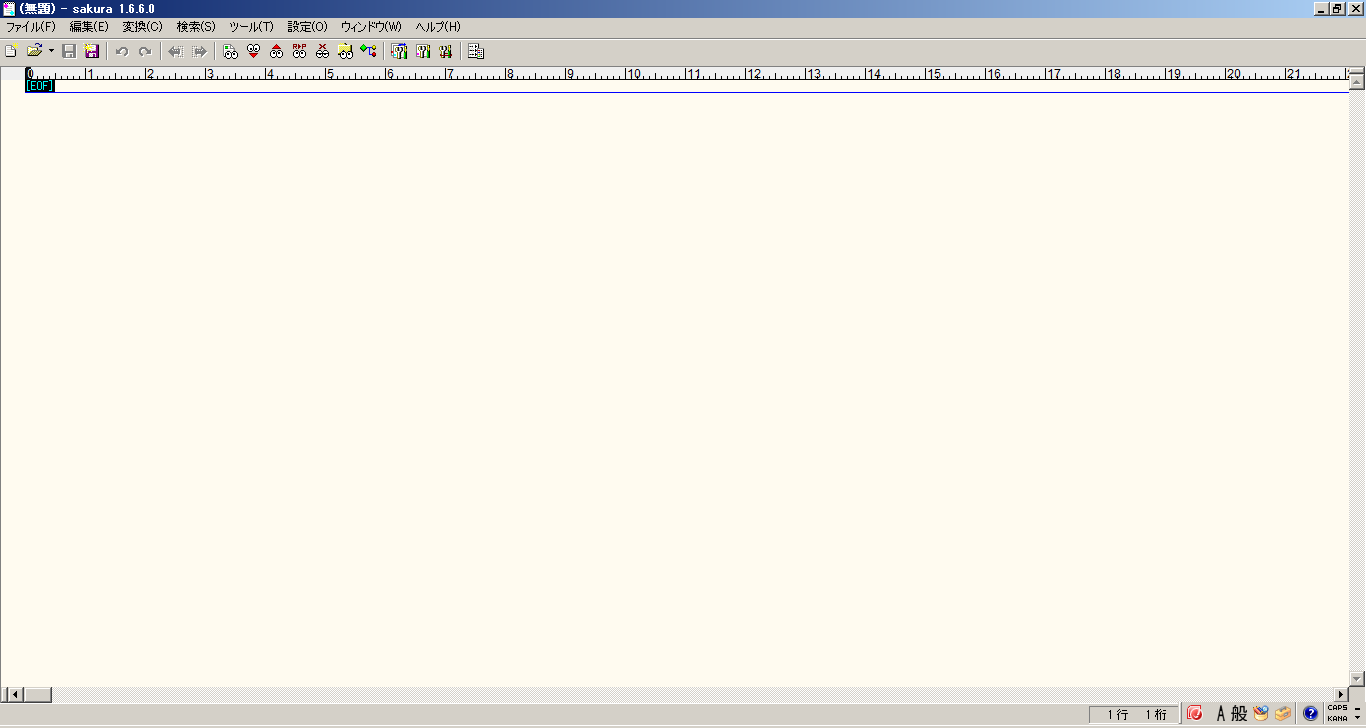 (無題) - sakura 1.6.6.0
ファイル(F) 編集(E) 変換(C) 検索(S) ツール(T) 設定(O) ウィンドウ(W) ヘルプ(H)
0 1 2 3 4 5 6 7 8 9 10 11 12 13 14 15 16 17 18 19 20 21
[EOF]
1 行 1 桁 A 般 CAPS
KANA